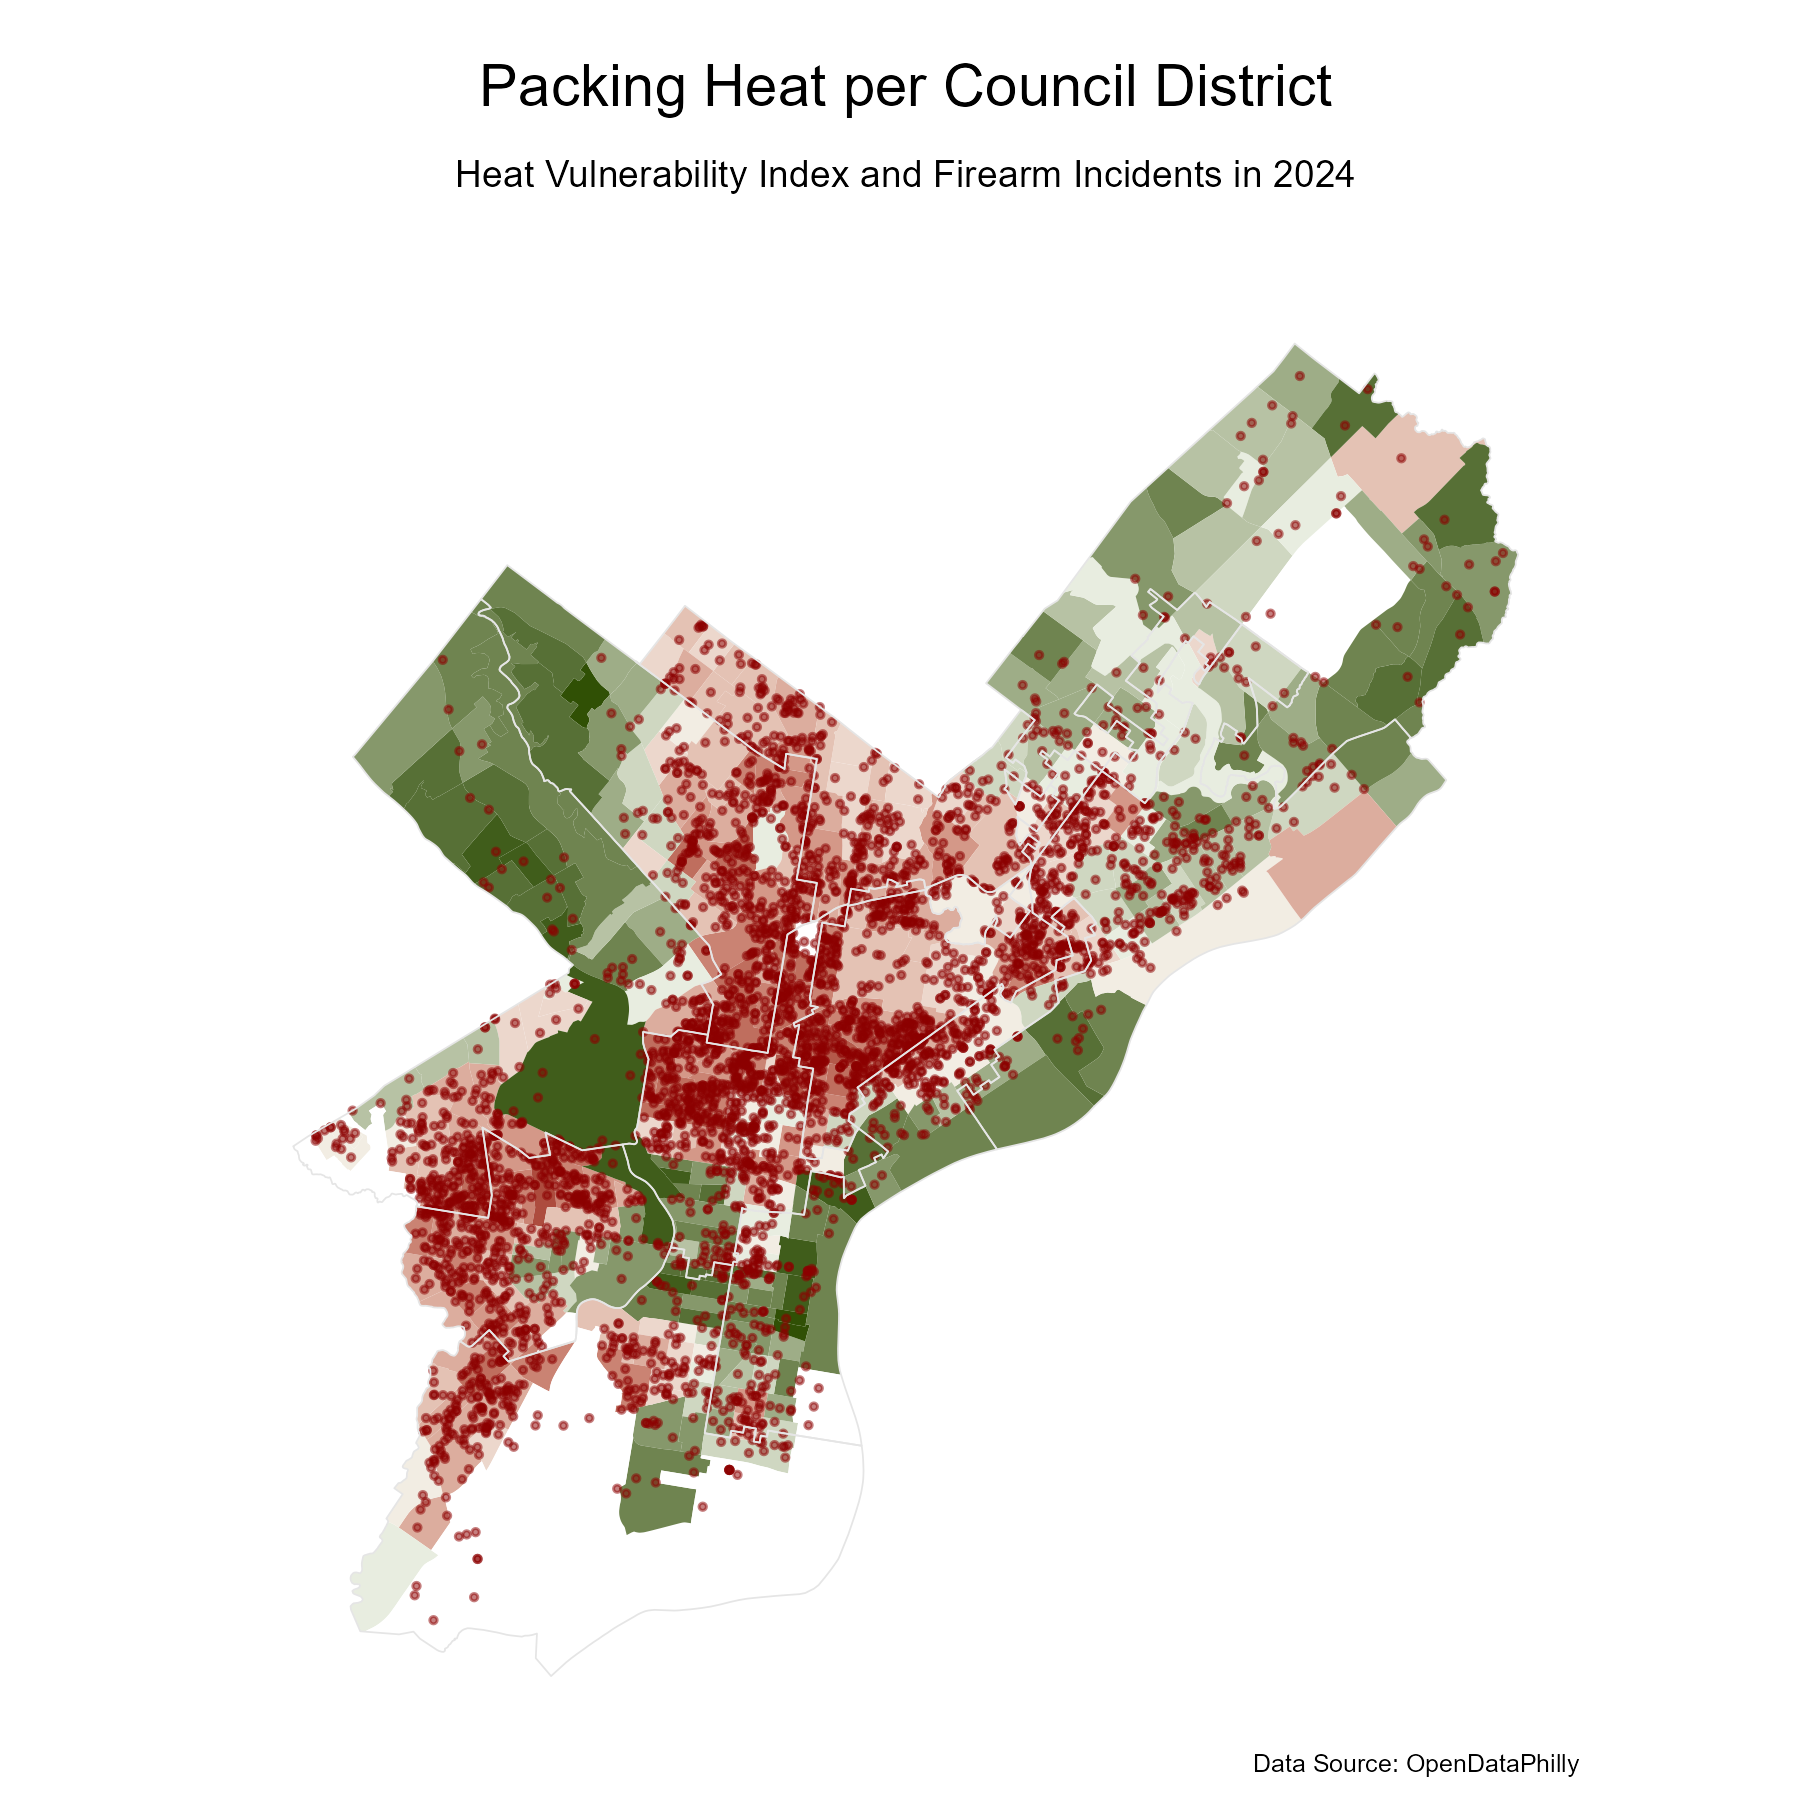 Packing Heat per Council District
Heat Vulnerability Index and Firearm Incidents in 2024
Data Source: OpenDataPhilly